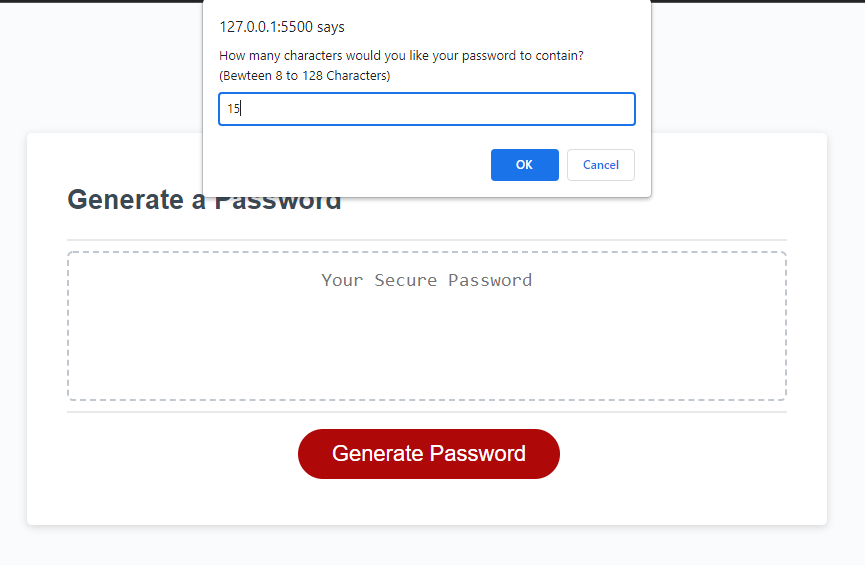 127.0.0.1:5500 says
How many characters would you like your password to contain?
(Bewteen 8 to 128 Characters)
15
OK Cancel
Generate a Password
Your Secure Password
Generate Password